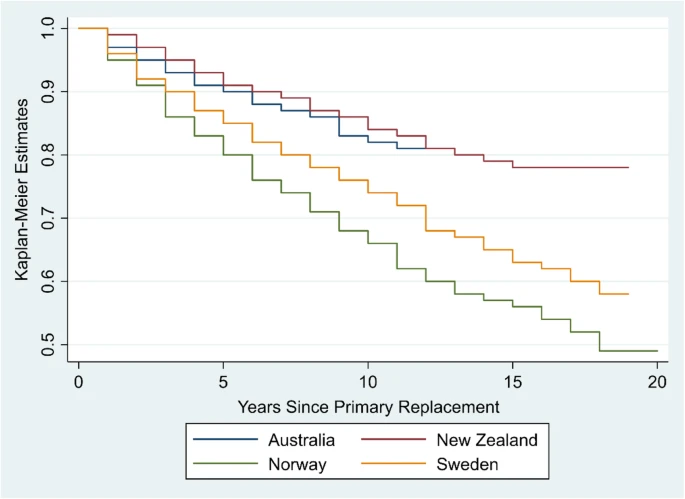 Kaplan-Meier Estimates
1.0
0.9
0.8
0.7
0.6
0.5
0 5 10 15 20
Years Since Primary Replacement
Australia New Zealand
Norway Sweden